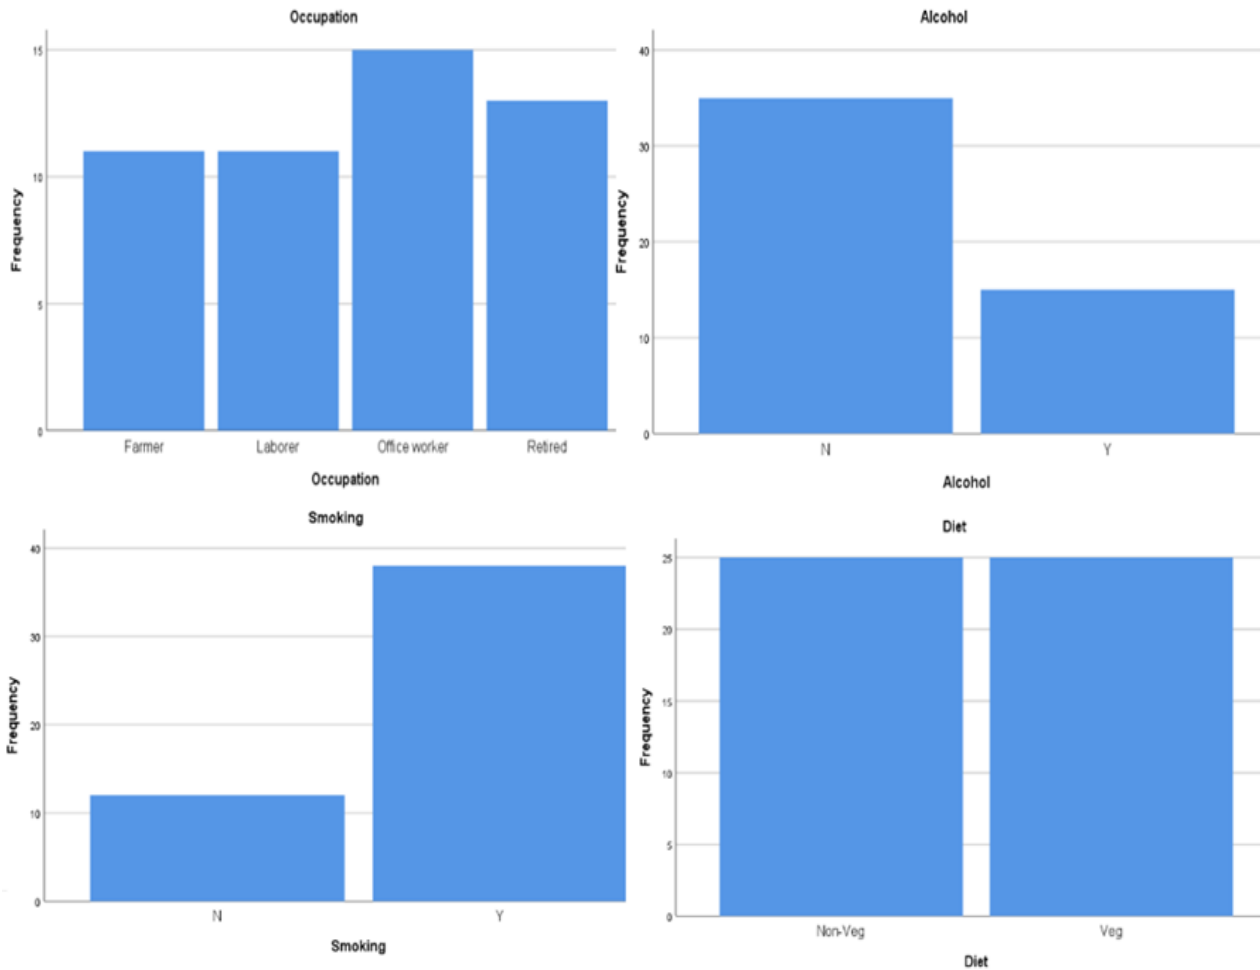 Occupation
Frequency
15
10
5
0
Farmer Laborer Office worker Retired
Occupation
Alcohol
Frequency
40
30
20
10
0
N Y
Alcohol
Smoking
Frequency
40
30
20
10
0
N Y
Smoking
Diet
Frequency
25
20
15
10
5
0
Non-Veg Veg
Diet